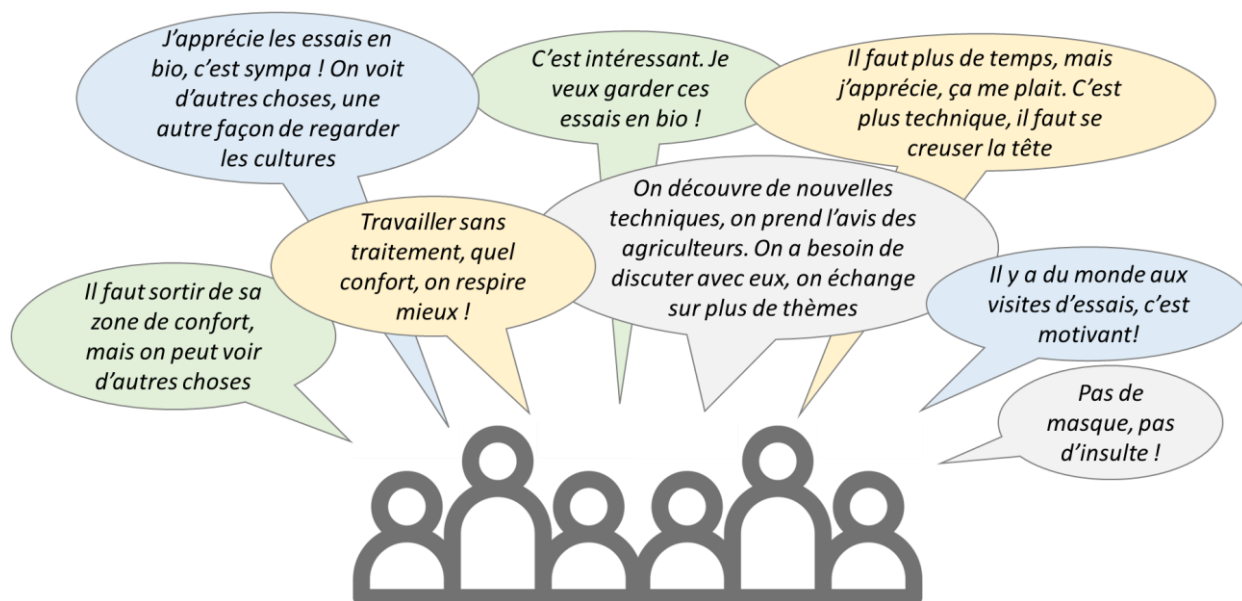 J’apprécie les essais en
bio, c’est sympa ! On voit
d’autres choses, une
autre façon de regarder
les cultures
C’est intéressant. Je
veux garder ces
essais en bio !
Il faut plus de temps, mais
j’apprécie, ça me plait. C’est
plus technique, il faut se
creuser la tête
Travailler sans
traitement, quel
confort, on respire
mieux !
On découvre de nouvelles
techniques, on prend l’avis des
agriculteurs. On a besoin de
discuter avec eux, on échange
sur plus de thèmes
Il faut sortir de sa
zone de confort,
mais on peut voir
d’autres choses
Il y a du monde aux
visites d’essais, c’est
motivant!
Pas de
masque, pas
d’insulte !